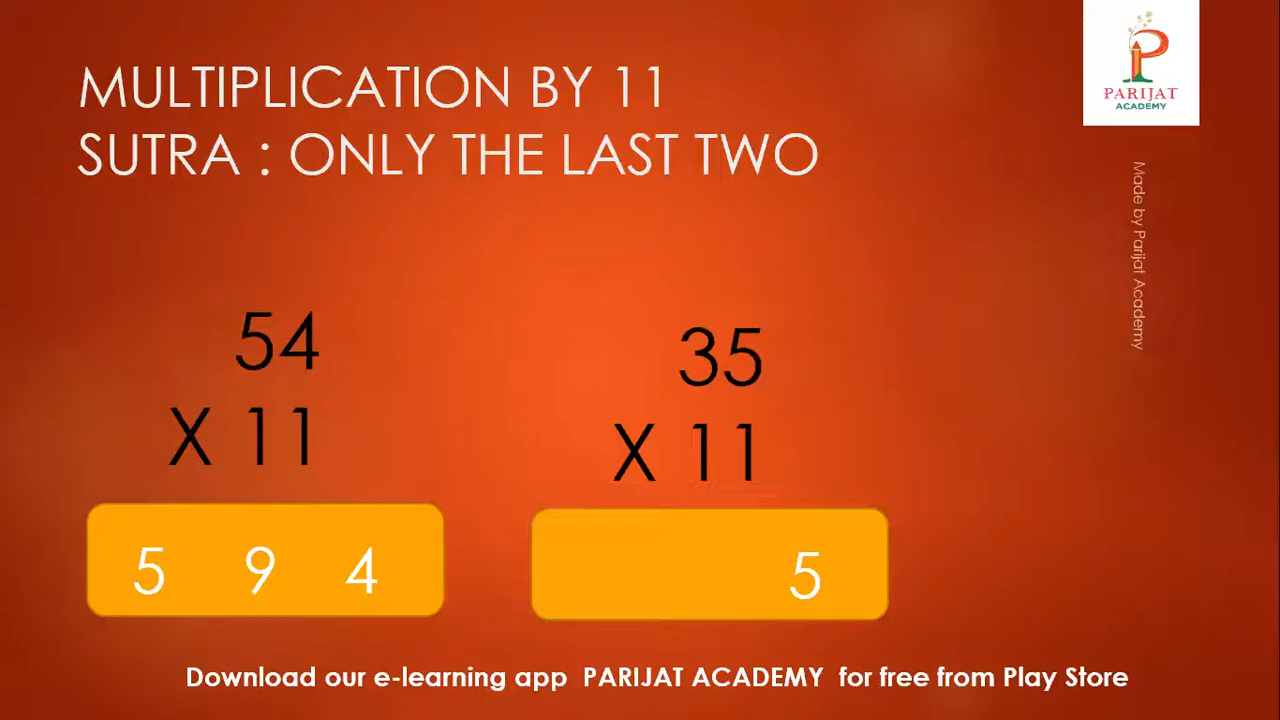 MULTIPLICATION BY 11
SUTRA : ONLY THE LAST TWO
PARIJAT
ACADEMY
Made by Parijat Academy
54
X 11
5 9 4
35
X 11
5
Download our e-learning app PARIJAT ACADEMY for free from Play Store